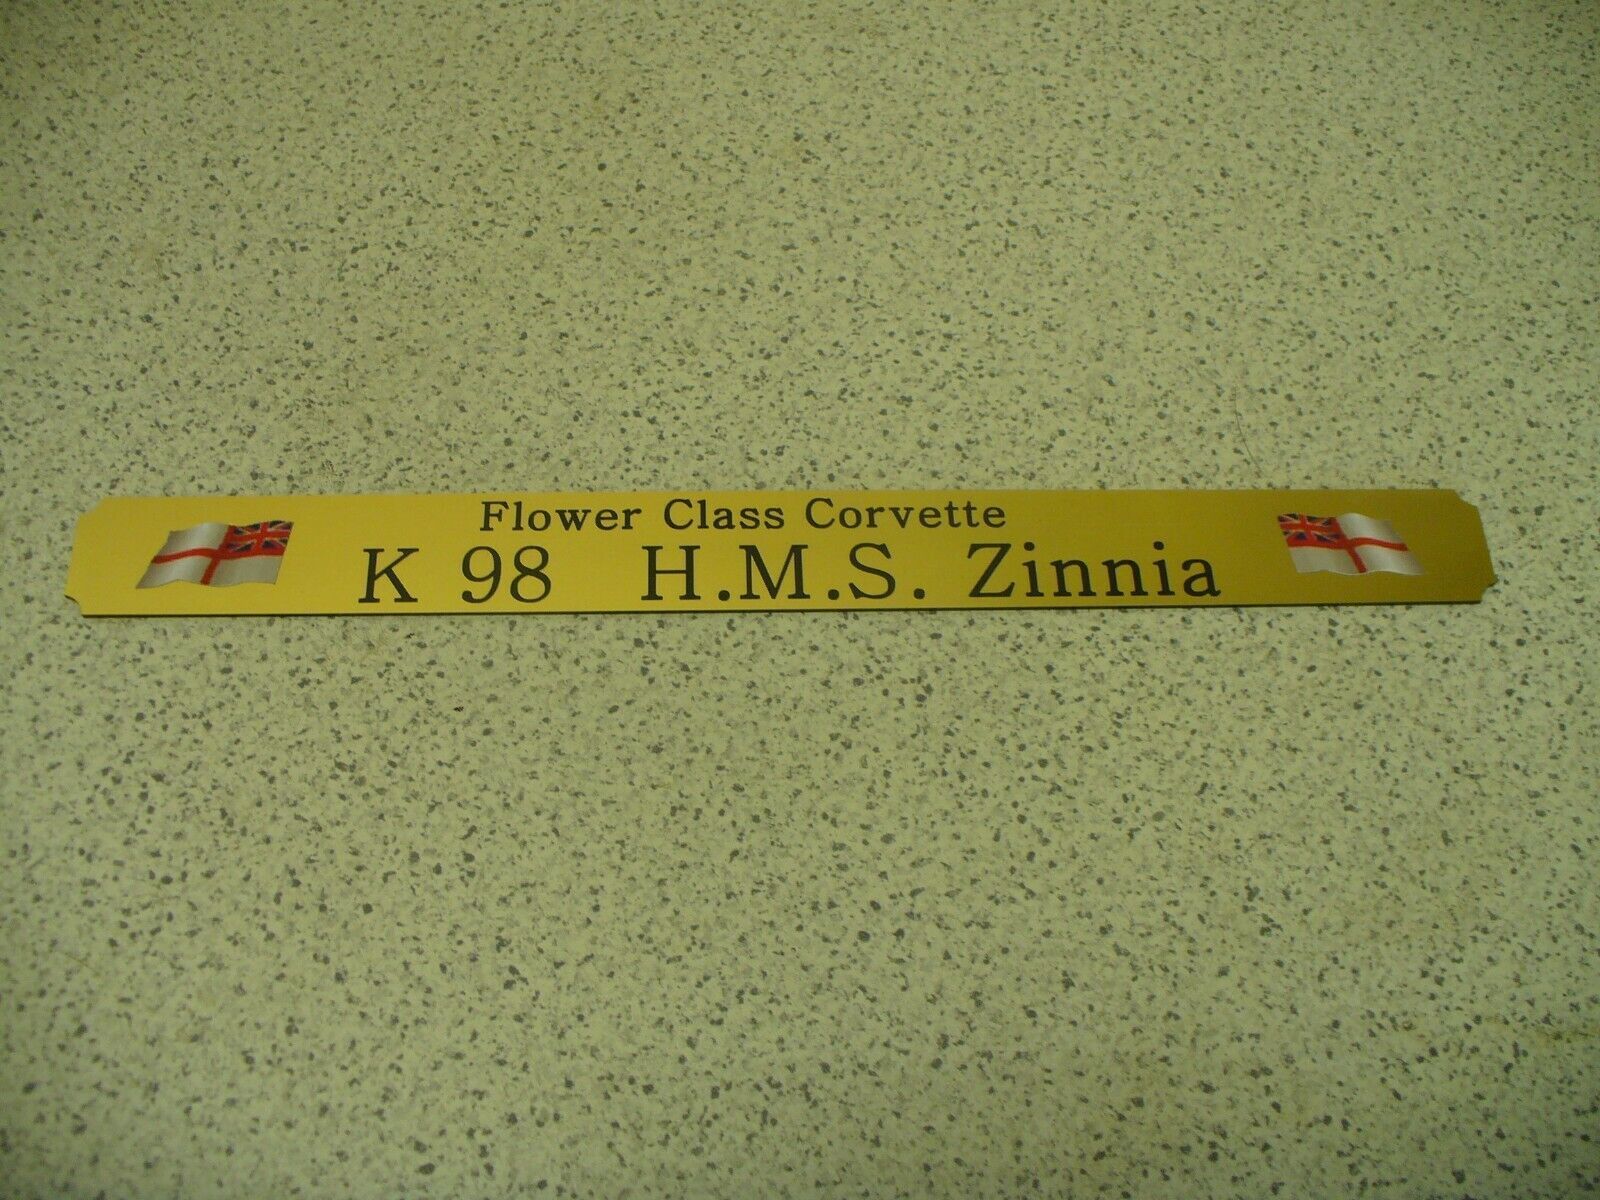 Flower Class Corvette
K 98 H.M.S. Zinnia